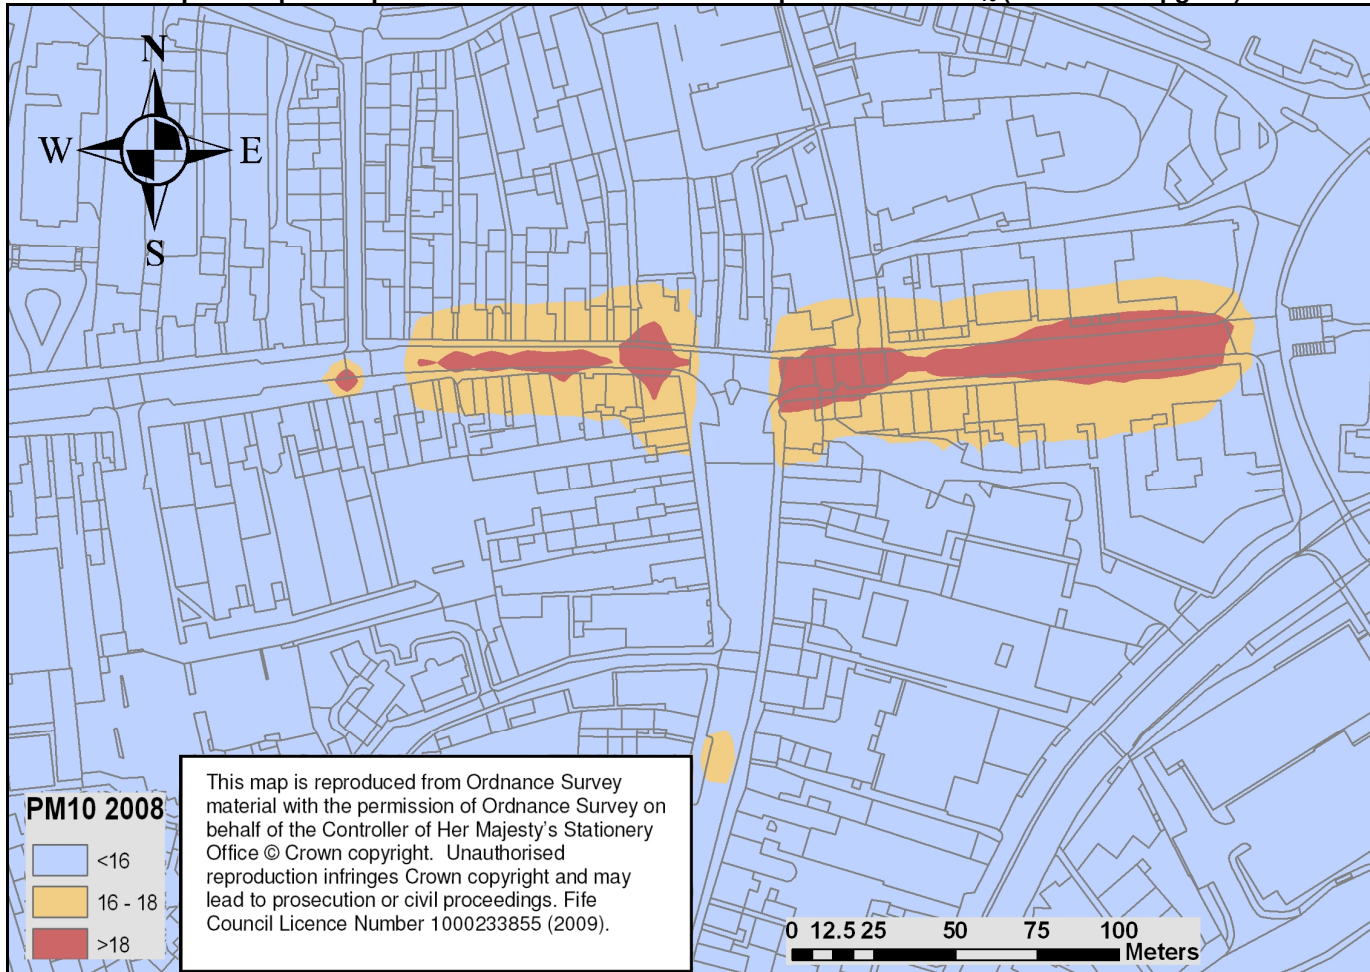 N
W E
S
This map is reproduced from Ordnance Survey
material with the permission of Ordnance Survey on
behalf of the Controller of Her Majesty's Stationery
Office © Crown copyright. Unauthorised
reproduction infringes Crown copyright and may
lead to prosecution or civil proceedings. Fife
Council Licence Number 1000233855 (2009).
PM10 2008
<16
16 - 18
>18
0 12.5 25 50 75 100
Meters